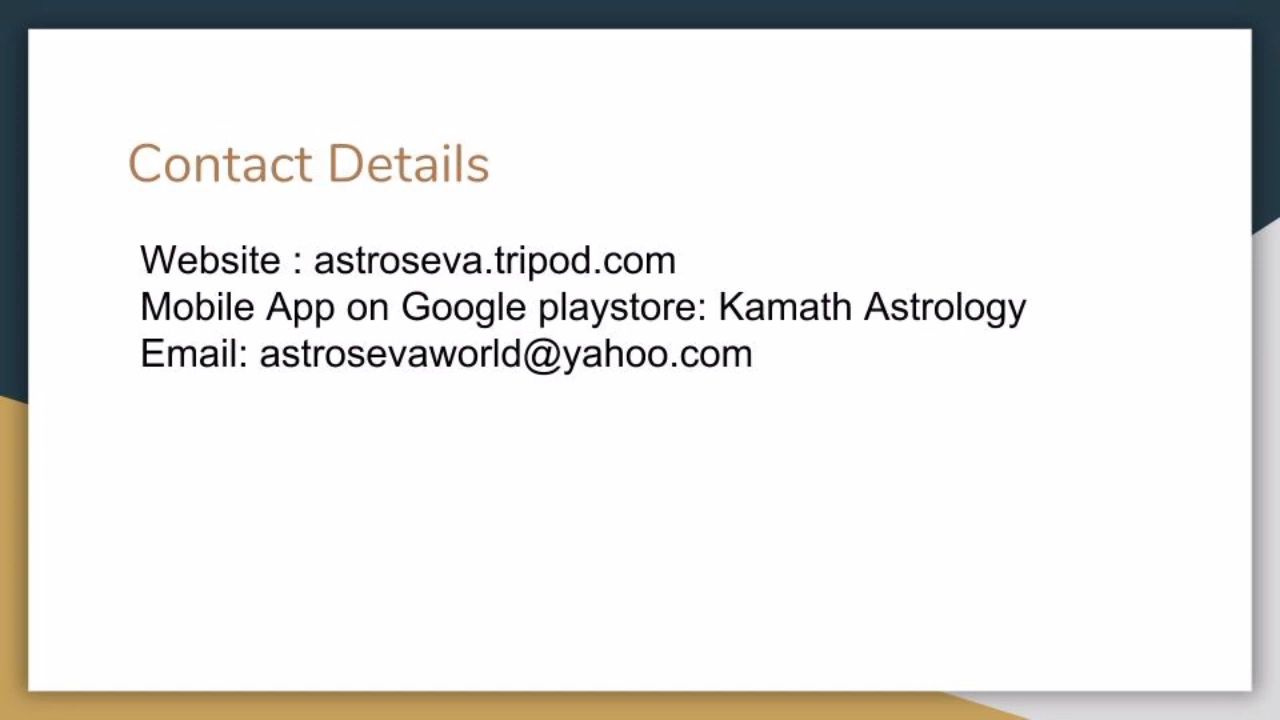 Contact Details
Website : astroseva.tripod.com
Mobile App on Google playstore: Kamath Astrology
Email: astrosevaworld@yahoo.com